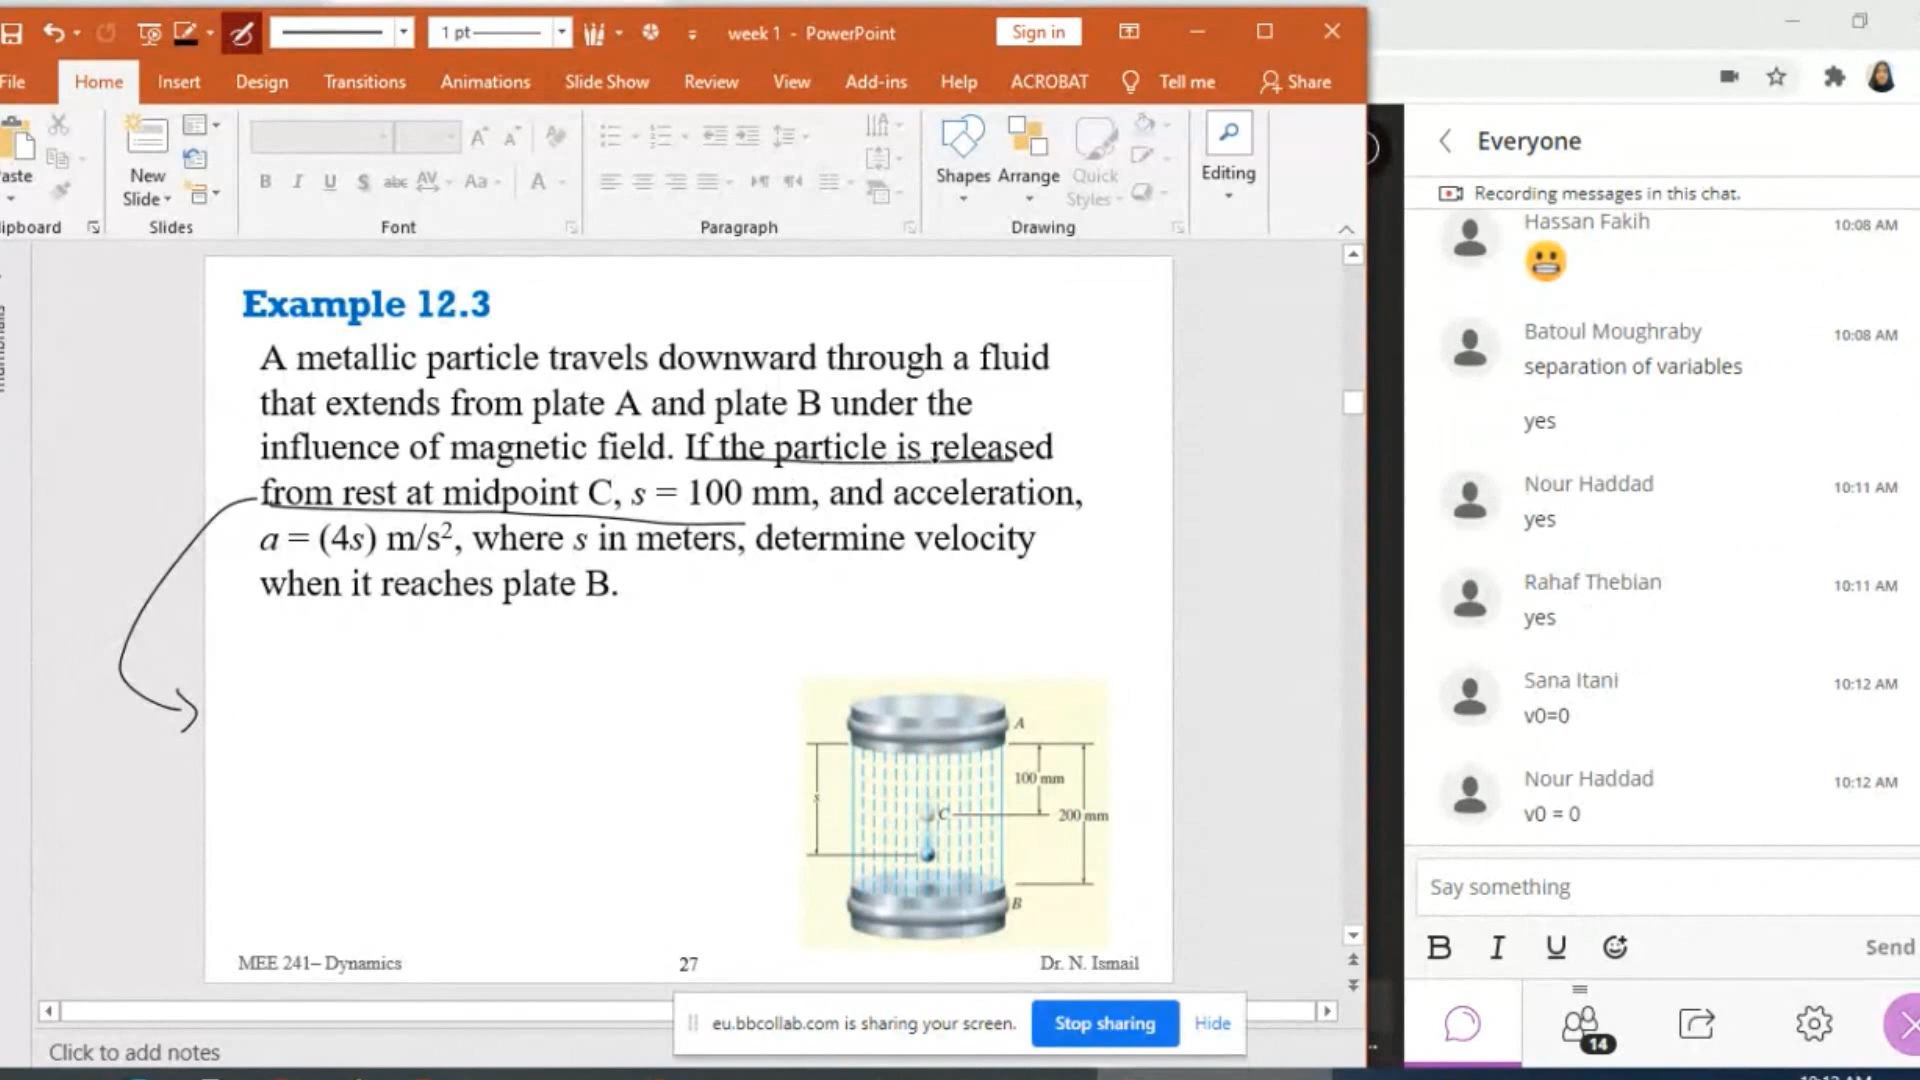 1 pt
week 1 - PowerPoint
Sign in
File
Home
Insert
Design
Transitions
Animations
Slide Show
Review
View
Add-ins
Help
ACROBAT
Tell me
Share
New
Slide
Slides
B I U S abc AV Aa A
Font
Paragraph
Shapes
Arrange
Quick
Styles
Drawing
Editing
Example 12.3
A metallic particle travels downward through a fluid
that extends from plate A and plate B under the
influence of magnetic field. If the particle is released
from rest at midpoint C, s = 100 mm, and acceleration,
a = (4s) m/s², where s in meters, determine velocity
when it reaches plate B.
A
100 mm
C
200 mm
s
B
MEE 241– Dynamics
27
Dr. N. Ismail
eu.bbcollab.com is sharing your screen.
Stop sharing
Hide
Click to add notes
Everyone
Recording messages in this chat.
Hassan Fakih
10:08 AM
Batoul Moughraby
10:08 AM
separation of variables
yes
Nour Haddad
10:11 AM
yes
Rahaf Thebian
10:11 AM
yes
Sana Itani
10:12 AM
v0=0
Nour Haddad
10:12 AM
v0 = 0
Say something
B I U
Send
14